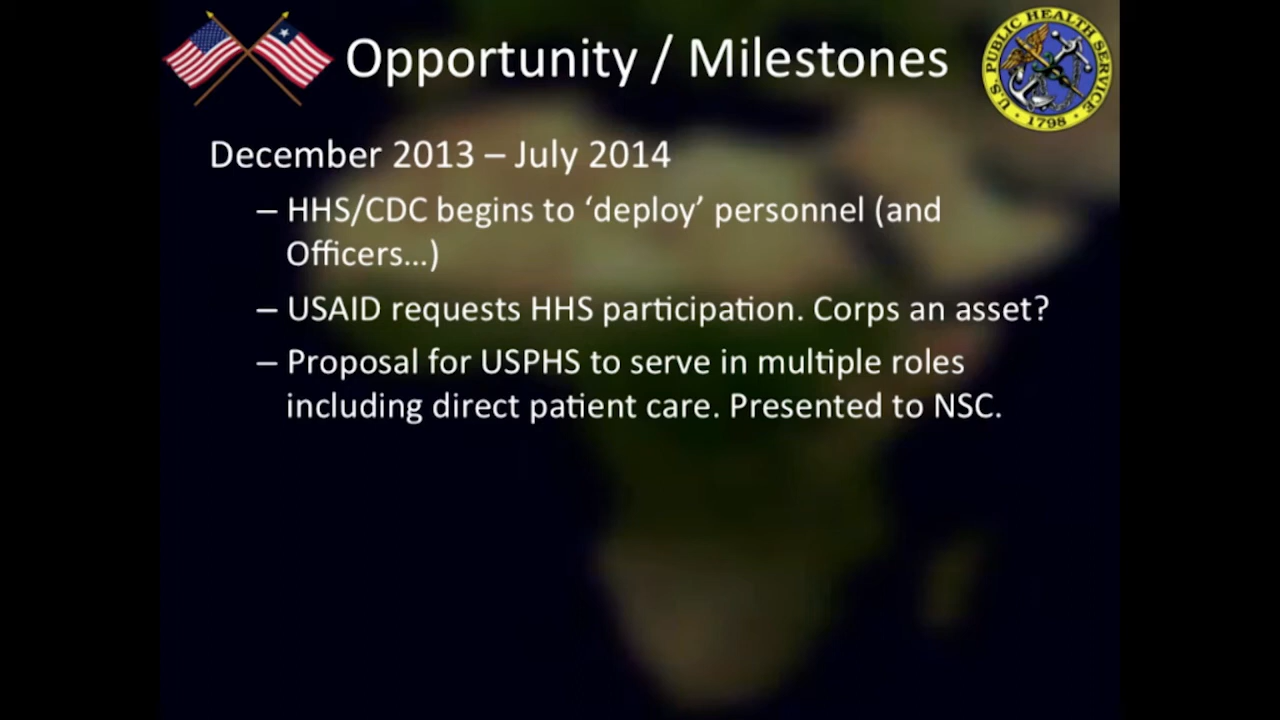 Opportunity / Milestones
U.S. PUBLIC HEALTH SERVICE
1798
December 2013 – July 2014
– HHS/CDC begins to ‘deploy’ personnel (and
Officers…)
– USAID requests HHS participation. Corps an asset?
– Proposal for USPHS to serve in multiple roles
including direct patient care. Presented to NSC.